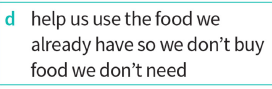 d help us use the food we
already have so we don't buy
food we don't need